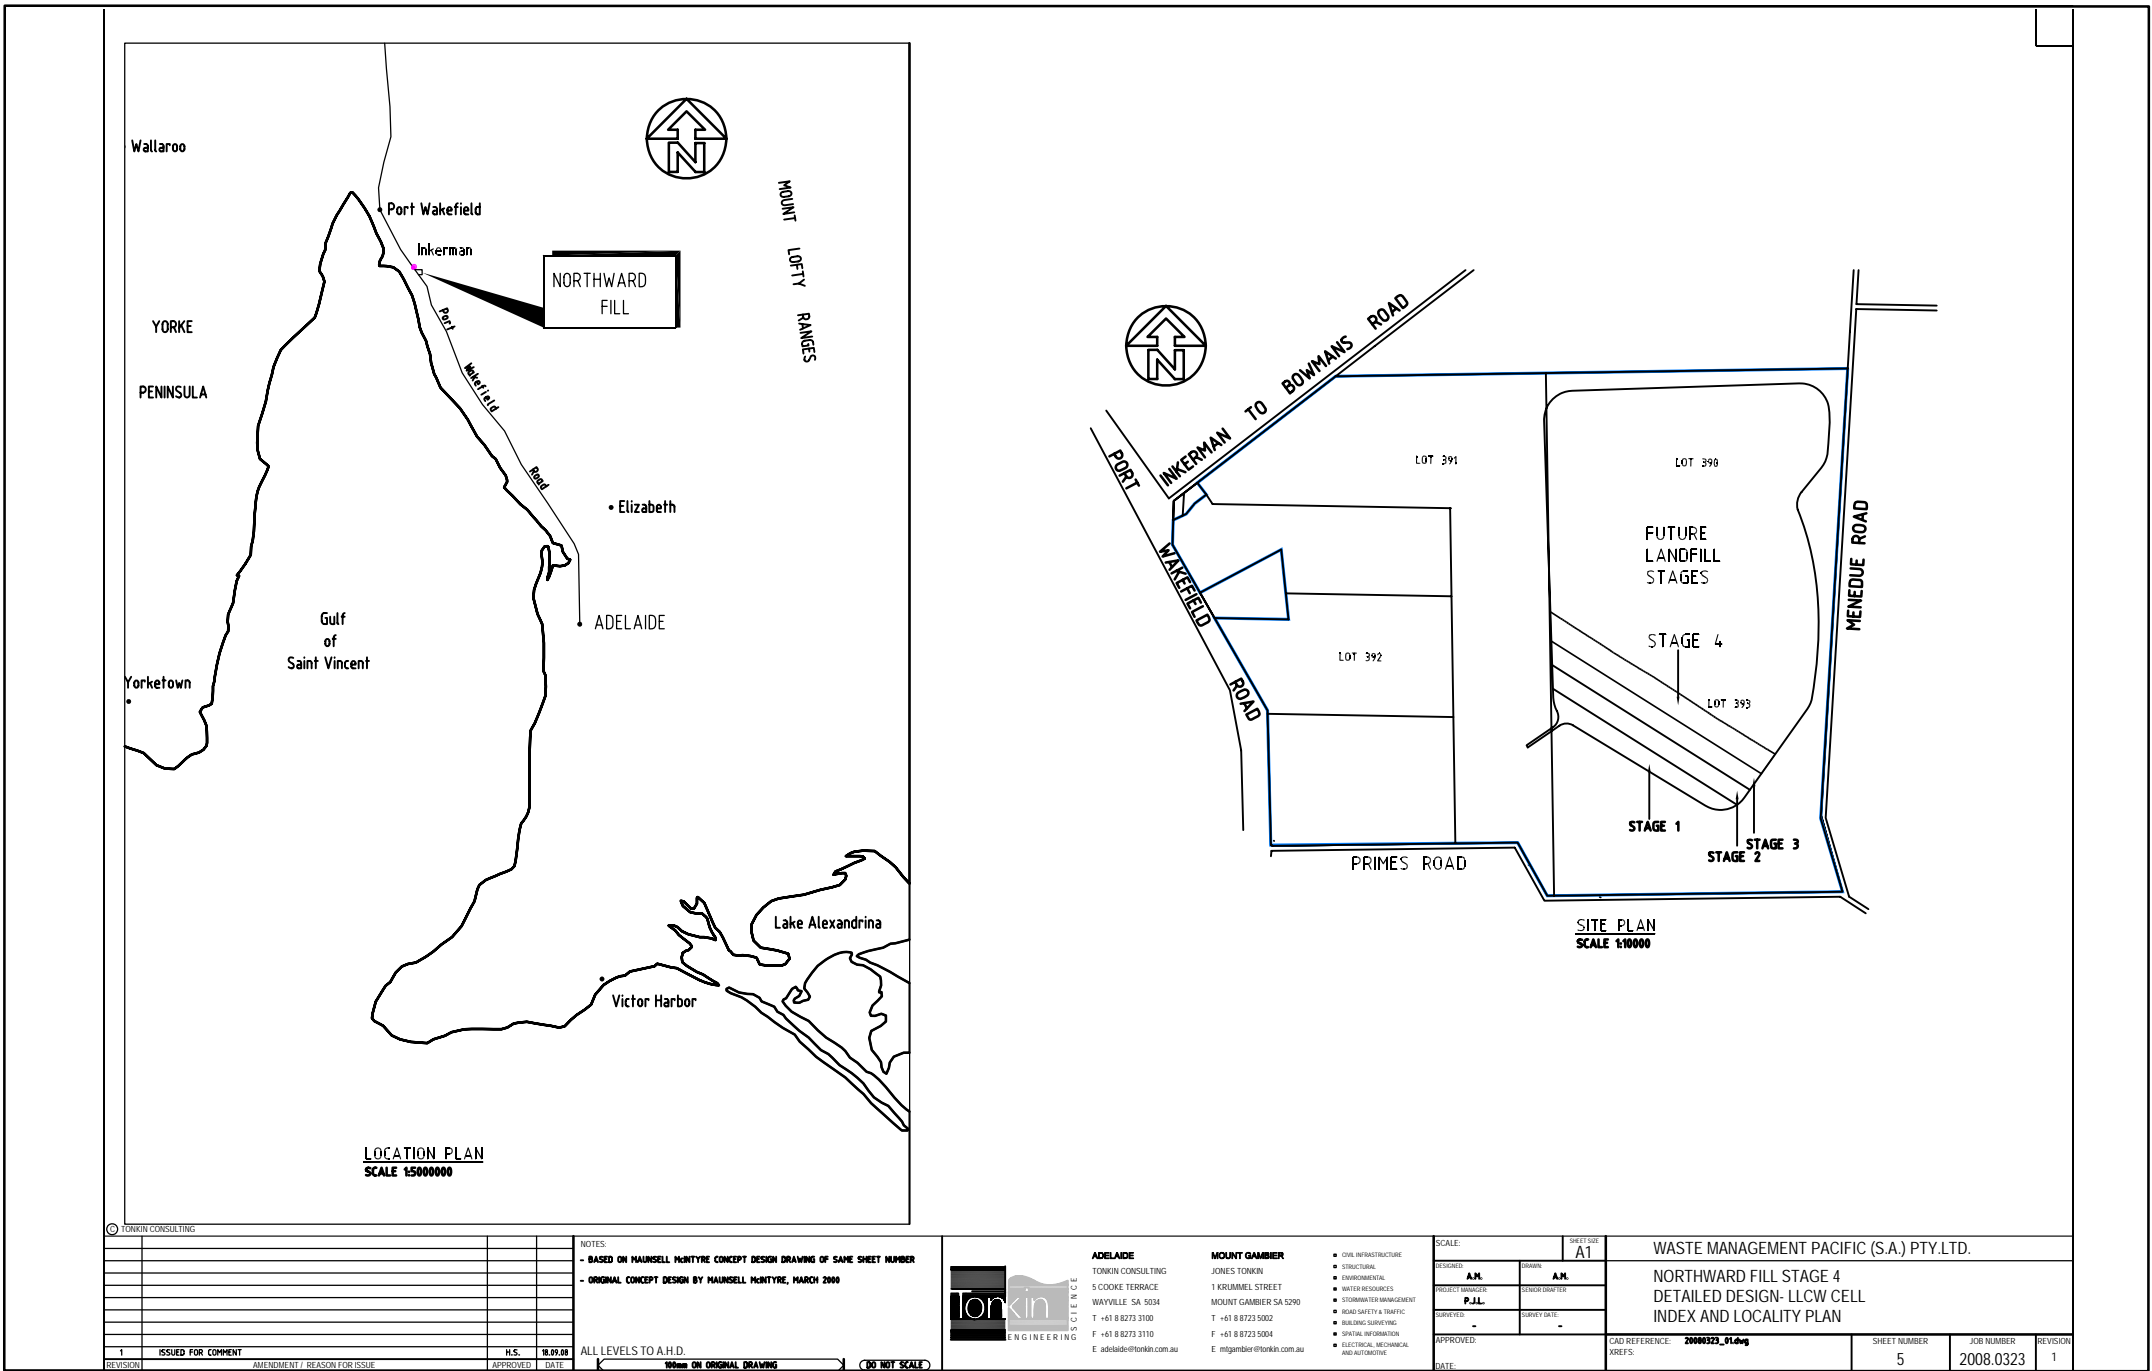 Wallaroo
Port Wakefield
Inkerman
NORTHWARD
FILL
MOUNT LOFTY RANGES
N
YORKE
PENINSULA
Port Wakefield Road
Elizabeth
ADELAIDE
Gulf
of
Saint Vincent
Yorketown
Lake Alexandrina
Victor Harbor
LOCATION PLAN
SCALE 1:5000000
N
INKERMAN TO BOWMANS ROAD
PORT WAKEFIELD ROAD
LOT 391
LOT 390
FUTURE
LANDFILL
STAGES
MENEDUE ROAD
STAGE 4
LOT 392
LOT 393
STAGE 1
STAGE 2
STAGE 3
PRIMES ROAD
SITE PLAN
SCALE 1:10000
© TONKIN CONSULTING
1 ISSUED FOR COMMENT H.S. 18.09.08
REVISION AMENDMENT / REASON FOR ISSUE APPROVED DATE
NOTES:
- BASED ON MAUNSELL McINTYRE CONCEPT DESIGN DRAWING OF SAME SHEET NUMBER
- ORIGINAL CONCEPT DESIGN BY MAUNSELL McINTYRE, MARCH 2000
ALL LEVELS TO A.H.D.
100mm ON ORIGINAL DRAWING
DO NOT SCALE
Tonkin
ENGINEERING
SCIENCE
ADELAIDE
TONKIN CONSULTING
5 COOKE TERRACE
WAYVILLE SA 5034
T +61 8 8273 3100
F +61 8 8273 3110
E adelaide@tonkin.com.au
MOUNT GAMBIER
JONES TONKIN
1 KRUMMEL STREET
MOUNT GAMBIER SA 5290
T +61 8 8723 5002
F +61 8 8723 5004
E mtgambier@tonkin.com.au
CIVIL INFRASTRUCTURE
STRUCTURAL
ENVIRONMENTAL
WATER RESOURCES
STORMWATER MANAGEMENT
ROAD SAFETY & TRAFFIC
BUILDING SURVEYING
SPATIAL INFORMATION
ELECTRICAL, MECHANICAL
AND AUTOMOTIVE
SCALE:
SHEET SIZE
A1
DESIGNED: A.M.
DRAWN: A.M.
PROJECT MANAGER: P.J.L.
SENIOR DRAFTER
SURVEYED: -
SURVEY DATE: -
APPROVED:
DATE:
WASTE MANAGEMENT PACIFIC (S.A.) PTY.LTD.
NORTHWARD FILL STAGE 4
DETAILED DESIGN- LLCW CELL
INDEX AND LOCALITY PLAN
CAD REFERENCE: 20080323_01.dwg
XREFS:
SHEET NUMBER
5
JOB NUMBER
2008.0323
REVISION
1